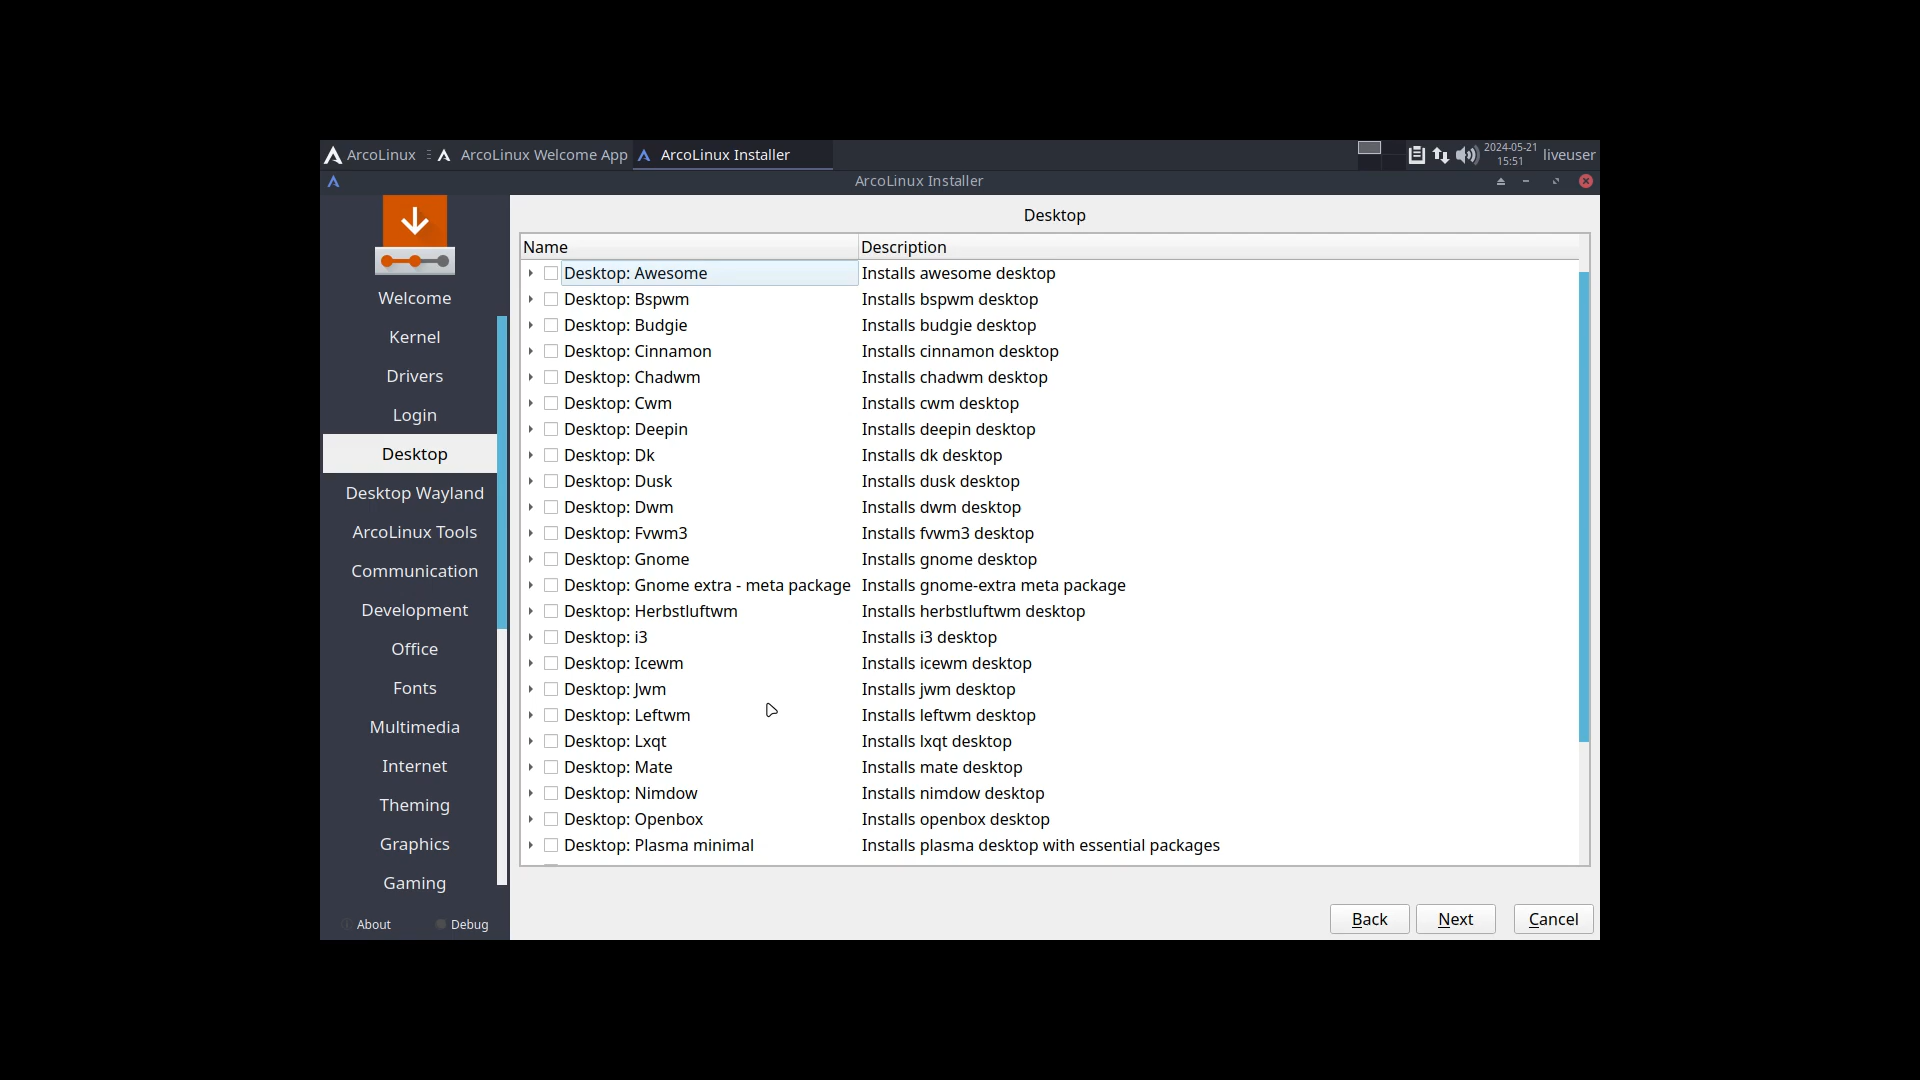 ArcoLinux
ArcoLinux Welcome App
ArcoLinux Installer
2024-05-21
15:51
liveuser
ArcoLinux Installer
Welcome
Kernel
Drivers
Login
Desktop
Desktop Wayland
ArcoLinux Tools
Communication
Development
Office
Fonts
Multimedia
Internet
Theming
Graphics
Gaming
About
Debug
Desktop
Name Description
Desktop: Awesome Installs awesome desktop
Desktop: Bspwm Installs bspwm desktop
Desktop: Budgie Installs budgie desktop
Desktop: Cinnamon Installs cinnamon desktop
Desktop: Chadwm Installs chadwm desktop
Desktop: Cwm Installs cwm desktop
Desktop: Deepin Installs deepin desktop
Desktop: Dk Installs dk desktop
Desktop: Dusk Installs dusk desktop
Desktop: Dwm Installs dwm desktop
Desktop: Fvwm3 Installs fvwm3 desktop
Desktop: Gnome Installs gnome desktop
Desktop: Gnome extra - meta package Installs gnome-extra meta package
Desktop: Herbstluftwm Installs herbstluftwm desktop
Desktop: i3 Installs i3 desktop
Desktop: Icewm Installs icewm desktop
Desktop: Jwm Installs jwm desktop
Desktop: Leftwm Installs leftwm desktop
Desktop: Lxqt Installs lxqt desktop
Desktop: Mate Installs mate desktop
Desktop: Nimdow Installs nimdow desktop
Desktop: Openbox Installs openbox desktop
Desktop: Plasma minimal Installs plasma desktop with essential packages
Back
Next
Cancel